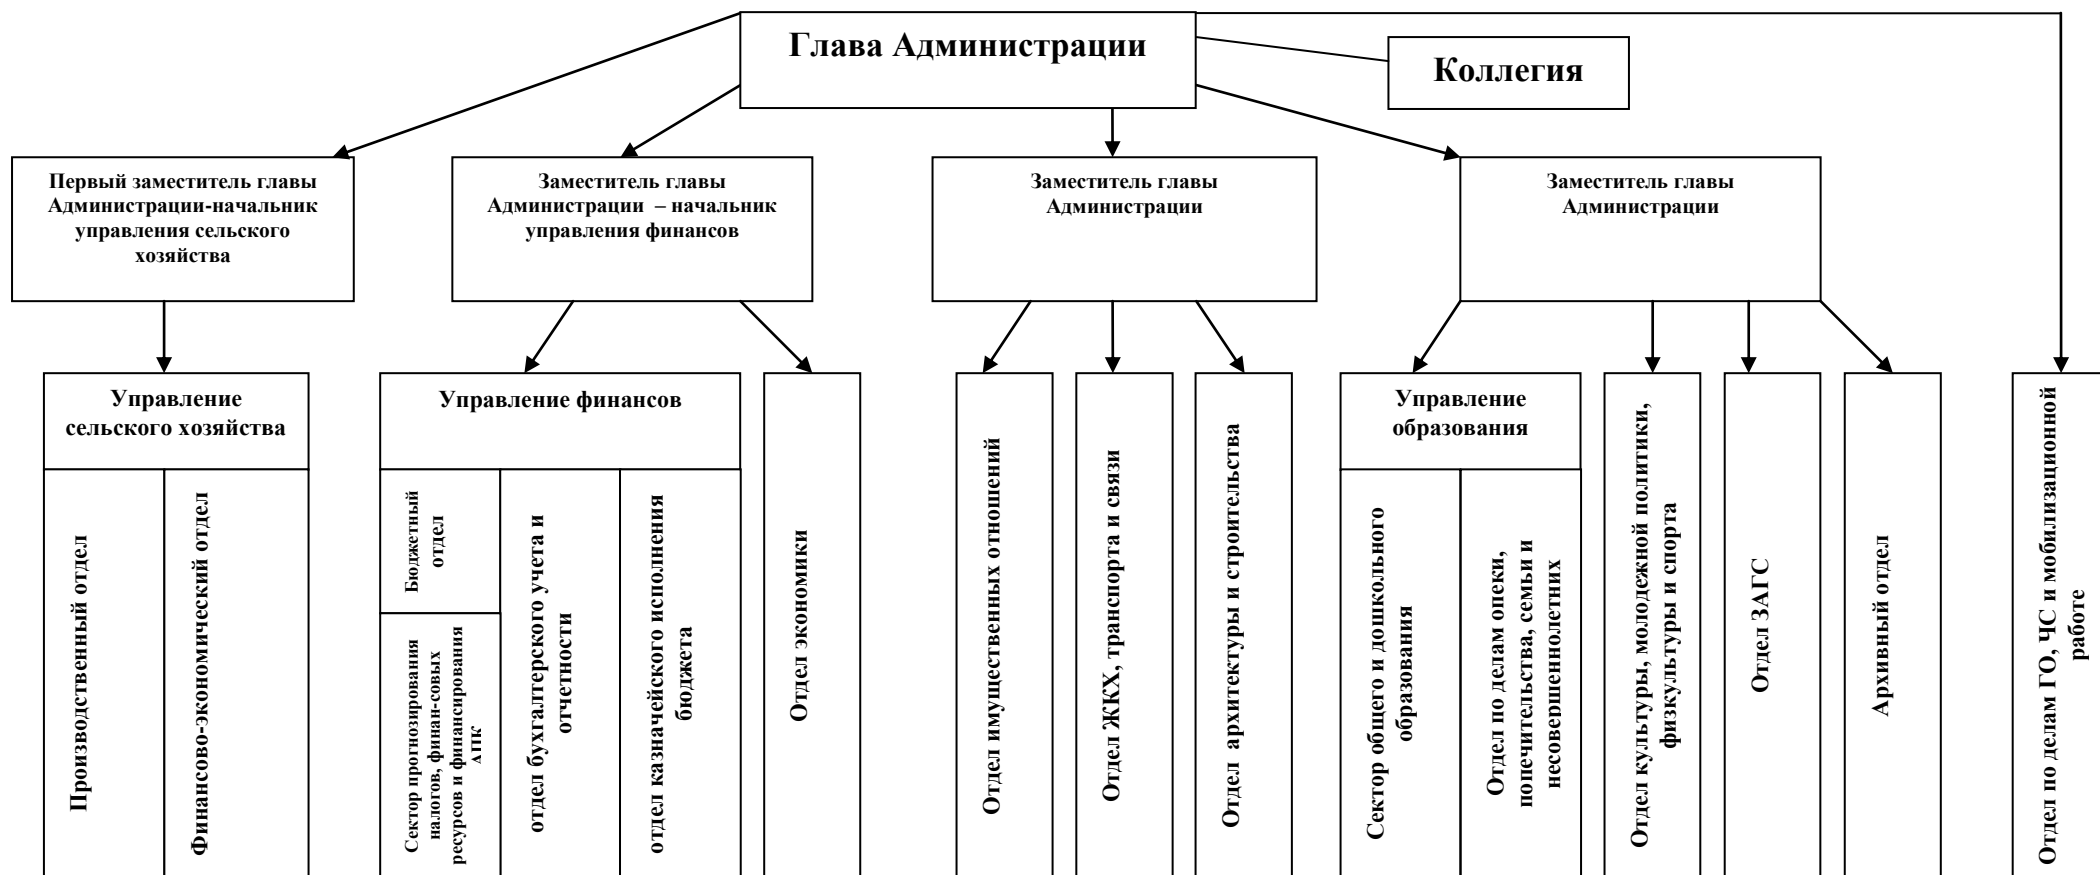 Глава Администрации
Коллегия
Первый заместитель главы
Администрации-начальник
управления сельского
хозяйства
Заместитель главы
Администрации – начальник
управления финансов
Заместитель главы
Администрации
Заместитель главы
Администрации
Управление
сельского хозяйства
Производственный отдел
Финансово-экономический отдел
Управление финансов
Бюджетный
отдел
Сектор прогнозирования
налогов, финан-совых
ресурсов и финансирования
АПК
отдел бухгалтерского учета и
отчетности
отдел казначейского исполнения
бюджета
Отдел экономики
Отдел имущественных отношений
Отдел ЖКХ, транспорта и связи
Отдел архитектуры и строительства
Управление
образования
Сектор общего и дошкольного
образования
Отдел по делам опеки,
попечительства, семьи и
несовершеннолетних
Отдел культуры, молодежной политики,
физкультуры и спорта
Отдел ЗАГС
Архивный отдел
Отдел по делам ГО, ЧС и мобилизационной
работе